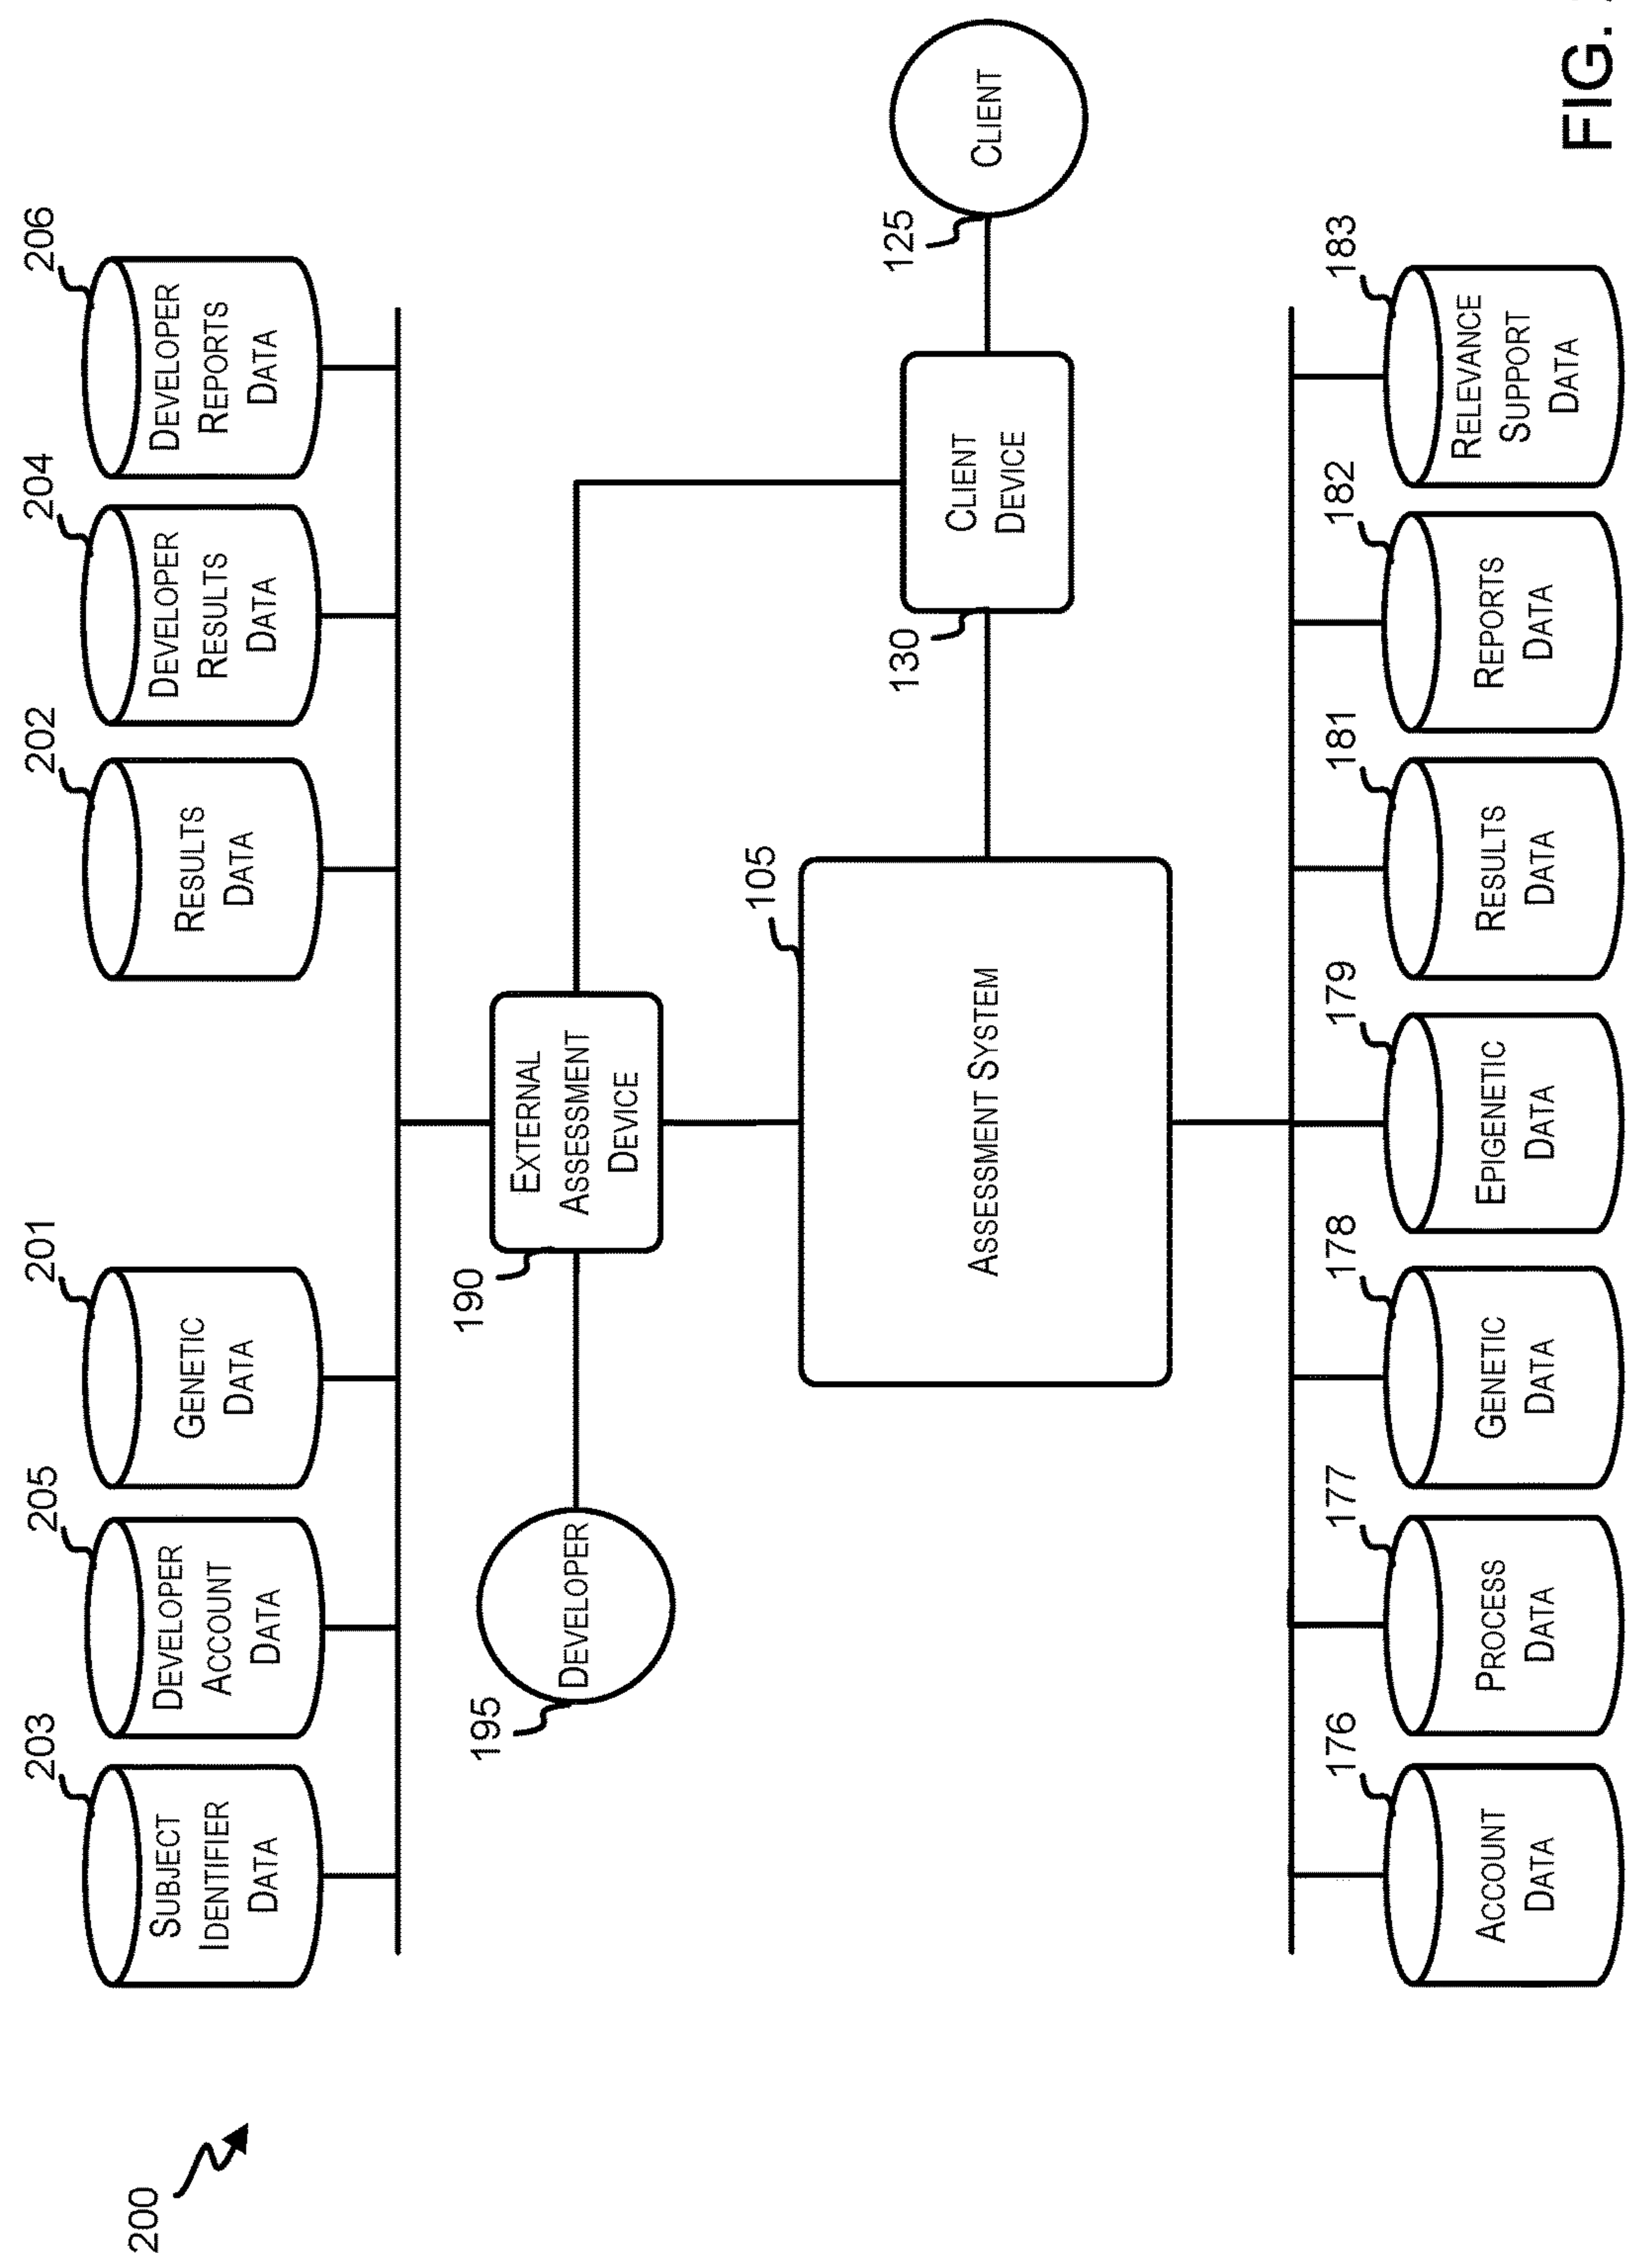 200
203
205
201
202
204
206
SUBJECT
IDENTIFIER
DATA
DEVELOPER
ACCOUNT
DATA
GENETIC
DATA
RESULTS
DATA
DEVELOPER
RESULTS
DATA
DEVELOPER
REPORTS
DATA
195
DEVELOPER
190
EXTERNAL
ASSESSMENT
DEVICE
105
ASSESSMENT SYSTEM
130
CLIENT
DEVICE
125
CLIENT
176
177
178
179
181
182
183
ACCOUNT
DATA
PROCESS
DATA
GENETIC
DATA
EPIGENETIC
DATA
RESULTS
DATA
REPORTS
DATA
RELEVANCE
SUPPORT
DATA
FIG.